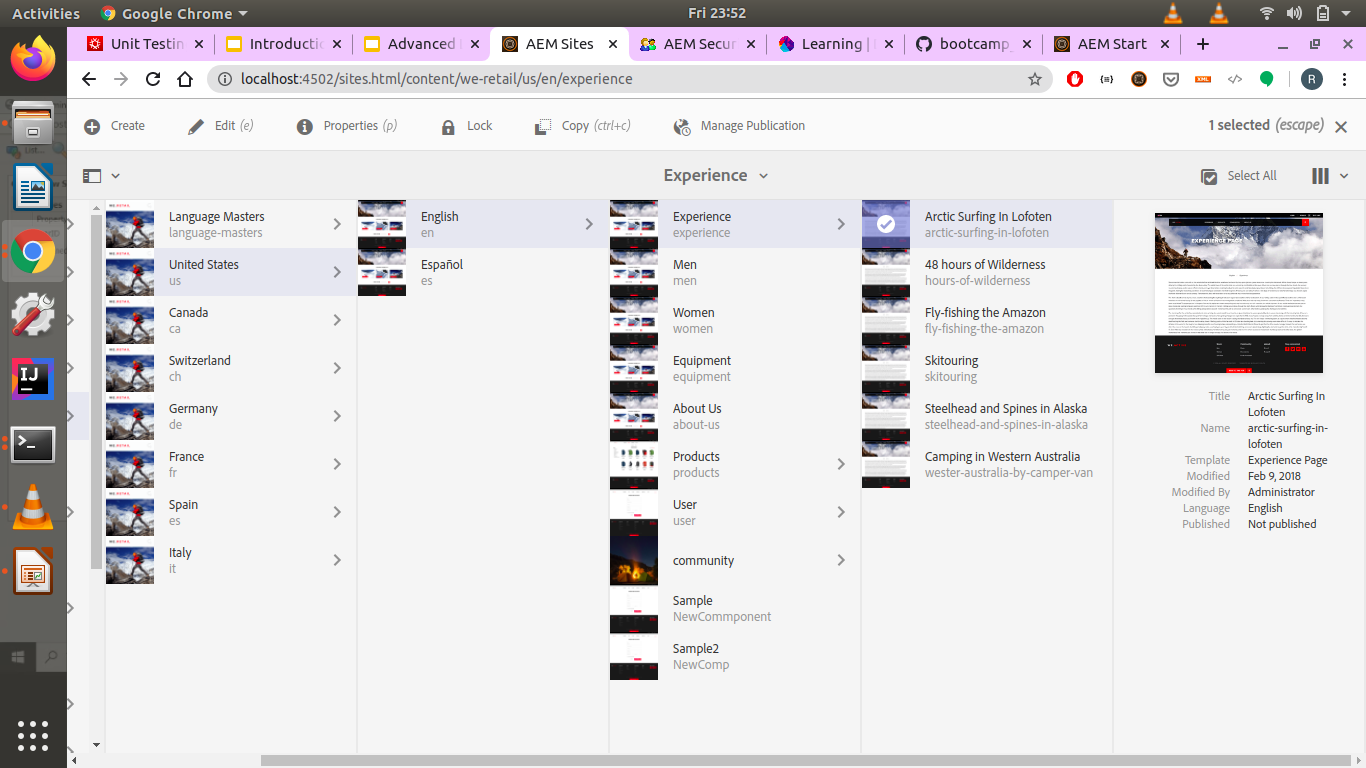 Activities
Google Chrome
Fri 23:52
Unit Testin
Introductio
Advanced
AEM Sites
AEM Secur
Learning |
bootcamp_
AEM Start
localhost:4502/sites.html/content/we-retail/us/en/experience
R
Create
Edit (e)
Properties (p)
Lock
Copy (ctrl+c)
Manage Publication
1 selected (escape)
Experience
Select All
Language Masters
language-masters
United States
us
Canada
ca
Switzerland
ch
Germany
de
France
fr
Spain
es
Italy
it
English
en
Español
es
Experience
experience
Men
men
Women
women
Equipment
equipment
About Us
about-us
Products
products
User
user
community
Sample
NewCommponent
Sample2
NewComp
Arctic Surfing In Lofoten
arctic-surfing-in-lofoten
48 hours of Wilderness
hours-of-wilderness
Fly-fishing the Amazon
fly-fishing-the-amazon
Skitouring
skitouring
Steelhead and Spines in Alaska
steelhead-and-spines-in-alaska
Camping in Western Australia
wester-australia-by-camper-van
EXPERIENCE PAGE
Title Arctic Surfing In
Lofoten
Name arctic-surfing-in-
lofoten
Template Experience Page
Modified Feb 9, 2018
Modified By Administrator
Language English
Published Not published